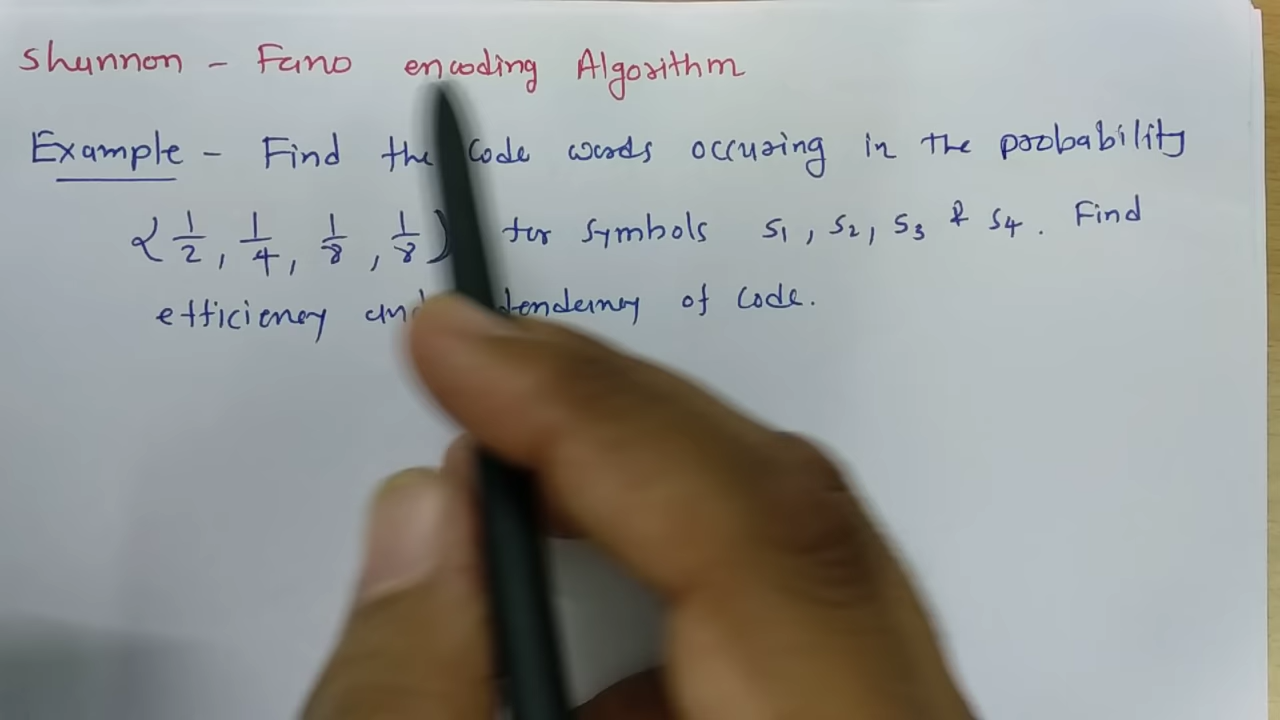 Shannon - Fano encoding Algorithm
Example - Find the code words occuring in the probability
{ 1/2, 1/4, 1/8, 1/8 } for symbols S1, S2, S3 & S4. Find
efficiency of code.